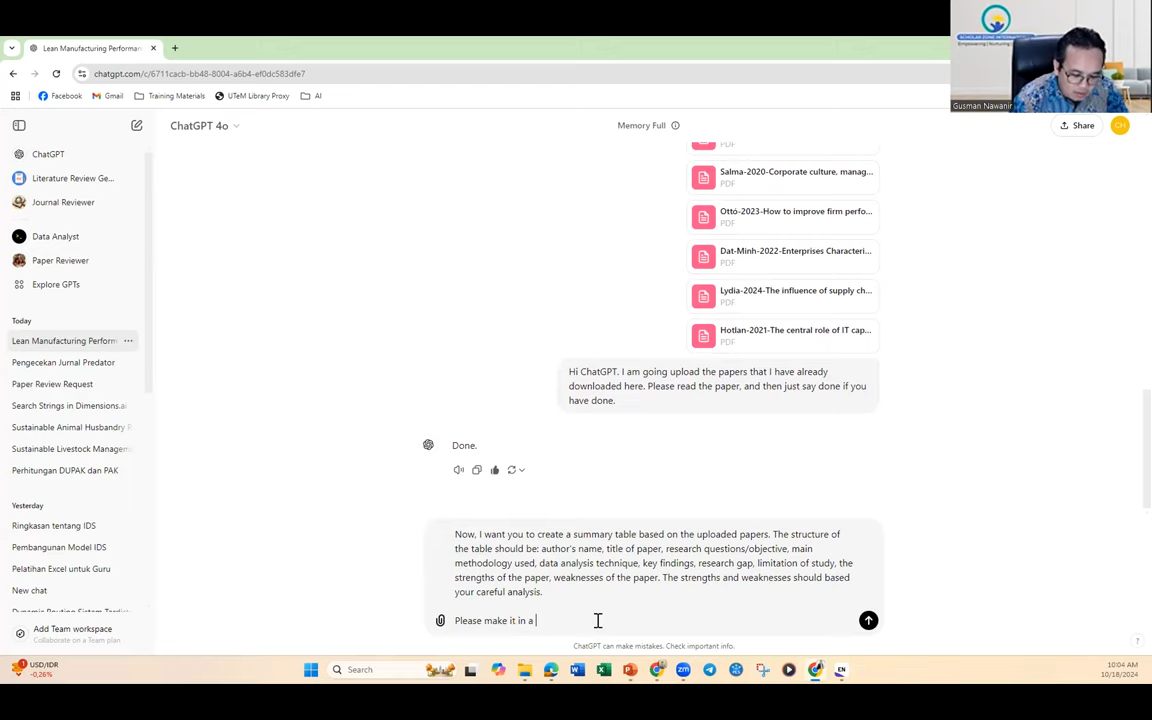 SCHOLAR ZONE INTERNATIONAL
Gusman Nawanir
Lean Manufacturing Performan
chatgpt.com/c/6711cacb-bb48-8004-a6b4-ef0dc583dfe7
Facebook
Gmail
Training Materials
UTeM Library Proxy
AI
ChatGPT 4o
Memory Full
Share
CH
ChatGPT
Literature Review Ge...
Journal Reviewer
Data Analyst
Paper Reviewer
Explore GPTs
Today
Lean Manufacturing Perform
Pengecekan Jurnal Predator
Paper Review Request
Search Strings in Dimensions.ai
Sustainable Animal Husbandry P
Sustainable Livestock Managem
Perhitungan DUPAK dan PAK
Yesterday
Ringkasan tentang IDS
Pembangunan Model IDS
Pelatihan Excel untuk Guru
New chat
Add Team workspace
Collaborate on a Team plan
PDF
Salma-2020-Corporate culture, manag...
PDF
Ottó-2023-How to improve firm perfo...
PDF
Dat-Minh-2022-Enterprises Characteri...
PDF
Lydia-2024-The influence of supply ch...
PDF
Hotlan-2021-The central role of IT cap...
PDF
Hi ChatGPT. I am going upload the papers that I have already
downloaded here. Please read the paper, and then just say done if you
have done.
Done.
Now, I want you to create a summary table based on the uploaded papers. The structure of
the table should be: author's name, title of paper, research questions/objective, main
methodology used, data analysis technique, key findings, research gap, limitation of study, the
strengths of the paper, weaknesses of the paper. The strengths and weaknesses should based
your careful analysis.
Please make it in a
ChatGPT can make mistakes. Check important info.
?
1
USD/IDR
-0,26%
Search
EN
10:04 AM
10/18/2024